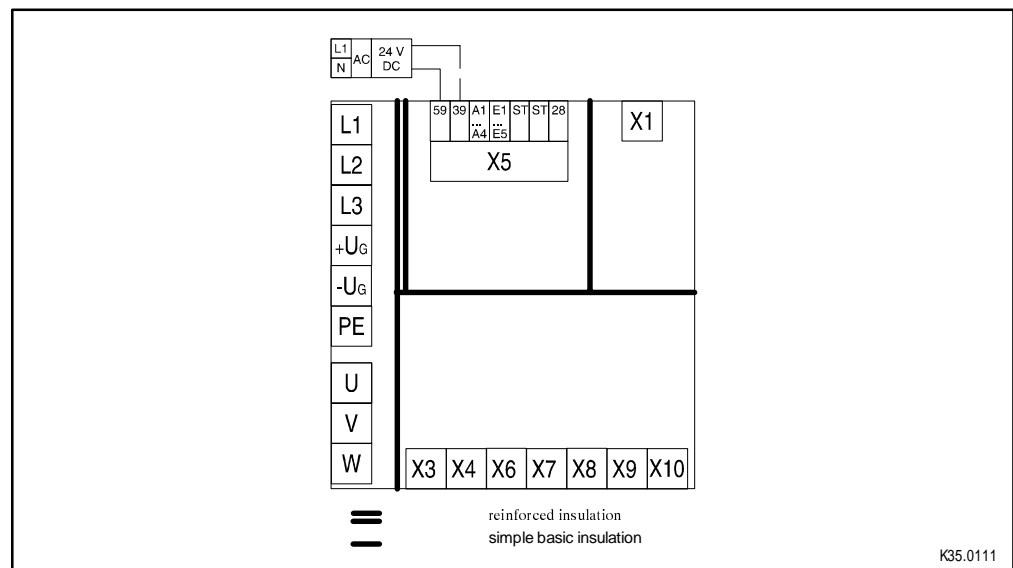 L1
N
AC
24 V
DC
59 39 A1 E1 ST ST 28
... ...
A4 E5
X5
X1
L1
L2
L3
+UG
-UG
PE
U
V
W
X3 X4 X6 X7 X8 X9 X10
reinforced insulation
simple basic insulation
K35.0111